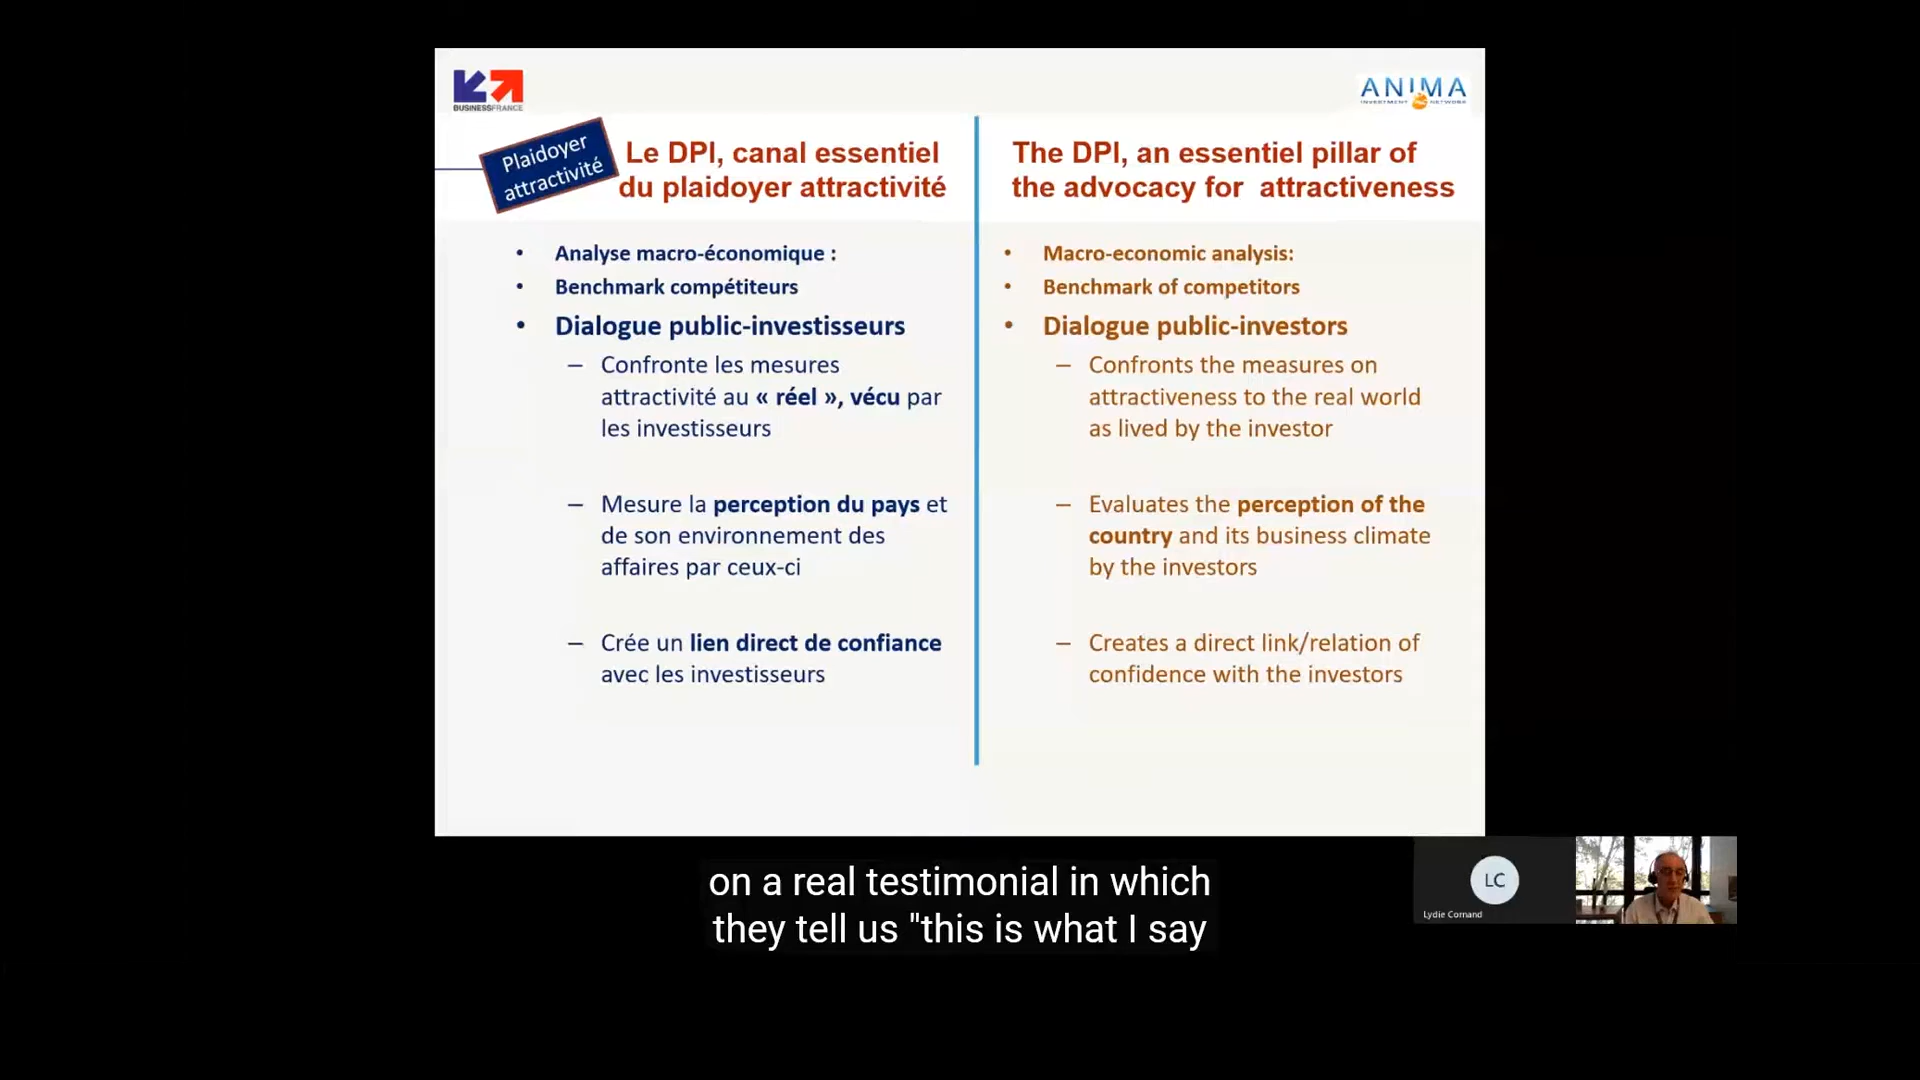 BUSINESSFRANCE
ANIMA
INVESTMENT NETWORK
Plaidoyer
attractivité
Le DPI, canal essentiel
du plaidoyer attractivité
• Analyse macro-économique :
• Benchmark compétiteurs
• Dialogue public-investisseurs
– Confronte les mesures
attractivité au « réel », vécu par
les investisseurs
– Mesure la perception du pays et
de son environnement des
affaires par ceux-ci
– Crée un lien direct de confiance
avec les investisseurs
The DPI, an essentiel pillar of
the advocacy for attractiveness
• Macro-economic analysis:
• Benchmark of competitors
• Dialogue public-investors
– Confronts the measures on
attractiveness to the real world
as lived by the investor
– Evaluates the perception of the
country and its business climate
by the investors
– Creates a direct link/relation of
confidence with the investors
LC
Lydie Cornand
on a real testimonial in which
they tell us "this is what I say